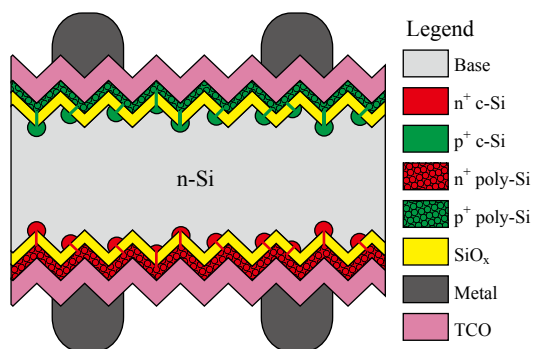 Legend
Base
n⁺ c-Si
p⁺ c-Si
n⁺ poly-Si
p⁺ poly-Si
SiOₓ
Metal
TCO
n-Si